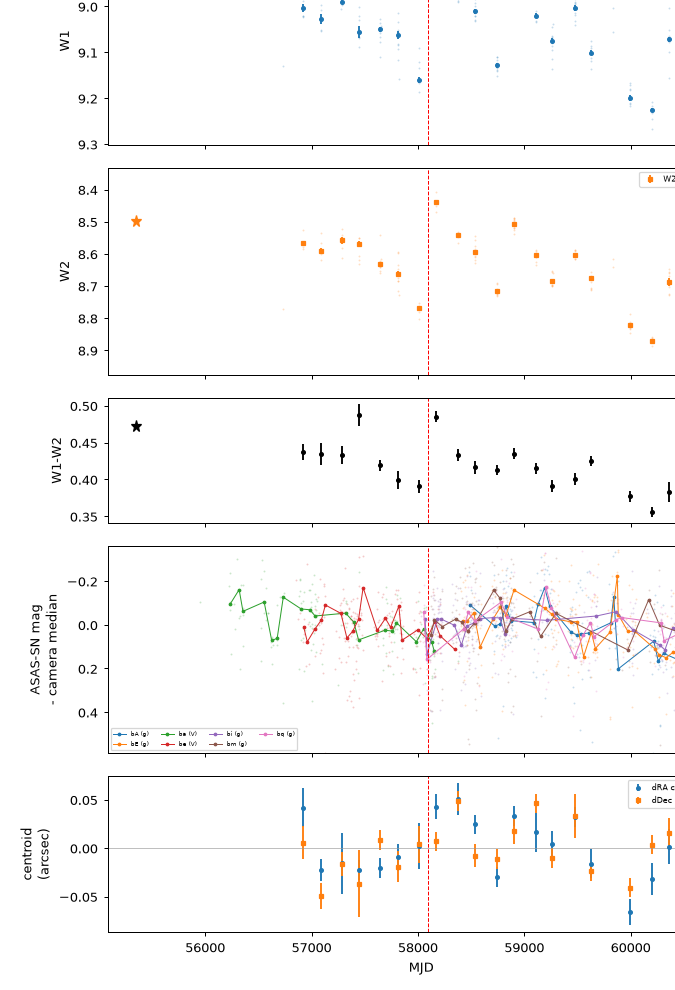 9.0
9.1
9.2
9.3
W1
8.4
8.5
8.6
8.7
8.8
8.9
W2
W2
0.50
0.45
0.40
0.35
W1-W2
−0.2
0.0
0.2
0.4
ASAS-SN mag
- camera median
bA (g)
bE (g)
ba (V)
be (V)
bi (g)
bm (g)
bq (g)
0.05
0.00
−0.05
centroid
(arcsec)
dRA c
dDec
56000
57000
58000
59000
60000
MJD